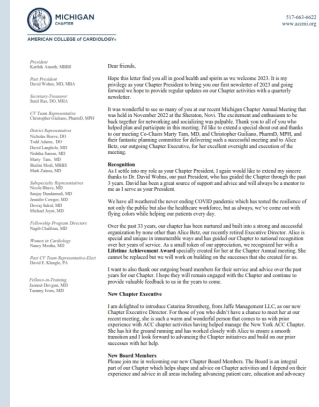 MICHIGAN
CHAPTER
AMERICAN COLLEGE of CARDIOLOGY
517-663-6622
www.accmi.org
President
Karthik Ananth, MBBS
Past President
David Wohns, MD, MBA
Secretary-Treasurer
Sunil Rao, DO, MBA
CV Team Representative
Christopher Giuliano, PharmD, MPH
District Representatives
Nicholas
Todd Adams, DO
David Langholz, MD
Marty Tam, MD
MBBS
Mark Zainea, MD
Subspecialty Representatives
MD
MD
MD
MD
Michael Joynt, MD
Fellowship Program Directors
MD
Women in Cardiology
Nancy Mesiha, MD
Past CV Team Representative-Elect
David E. PA
Fellows-in-Training
MD
MD
Dear friends,
Hope this letter find you all in good health and spirits as we welcome 2023. It is my
privilege as your Chapter President to bring you our first newsletter of 2023 and going
forward we hope to provide regular updates on our Chapter activities with a quarterly
newsletter.
It was wonderful to see so many of you at our recent Michigan Chapter Annual Meeting that
was held in November 2022 at the Sheraton, Novi. The excitement and enthusiasm to be
back together for networking and socializing was palpable. Thank you to all of you who
helped plan and participate in this meeting. I'd like to extend a special shout out and thanks
to our meeting Co-Chairs Marty Tam, MD, and Christopher Giuliano, PharmD, MPH, and
their fantastic planning committee for delivering such a successful meeting and to Alice
Betz, our outgoing Chapter Executive, for her excellent oversight and execution of the
meeting.
Recognition
As I settle into my role as your Chapter President, I again would like to extend my sincere
thanks to Dr. David Wohns, our past President, who has guided the Chapter through the past
3 years. David has been a great source of support and advice and will always be a mentor to
me as I serve as your President.
We have all weathered the never ending COVID pandemic which has tested the resilience of
not only the public but also the healthcare workforce, but as always, we've come out with
flying colors while helping our patients every day.
Over the past 33 years, our chapter has been nurtured and built into a strong and successful
organization by none other than Alice Betz, our recently retired Executive Director. Alice is
special and unique in innumerable ways and has guided our Chapter to national recognition
over her years of service. As a small token of our appreciation, we recognized her with a
Lifetime Achievement Award specially created for her at the Chapter Annual meeting. She
cannot be replaced but we will work on building on the successes that she created for us.
I want to also thank our outgoing board members for their service and advice over the past
years for our Chapter. I hope they will remain engaged with the Chapter and continue to
provide valuable feedback to us in the years to come.
New Chapter Executive
I am delighted to introduce Catarina Stromberg, from Jaffe Management LLC, as our new
Chapter Executive Director. For those of you who didn't have a chance to meet her at our
recent meeting, she is such a warm and wonderful person that comes to us with prior
experience with ACC chapter activities having helped manage the New York ACC Chapter.
She has hit the ground running and has worked closely with Alice to ensure a smooth
transition and I look forward to advancing the Chapter initiatives and build on our prior
successes with her help.
New Board Members
Please join me in welcoming our new Chapter Board Members. The Board is an integral
part of our Chapter which helps shape and advice on Chapter activities and I depend on their
experience and advice in all areas including advancing patient care, education and advocacy